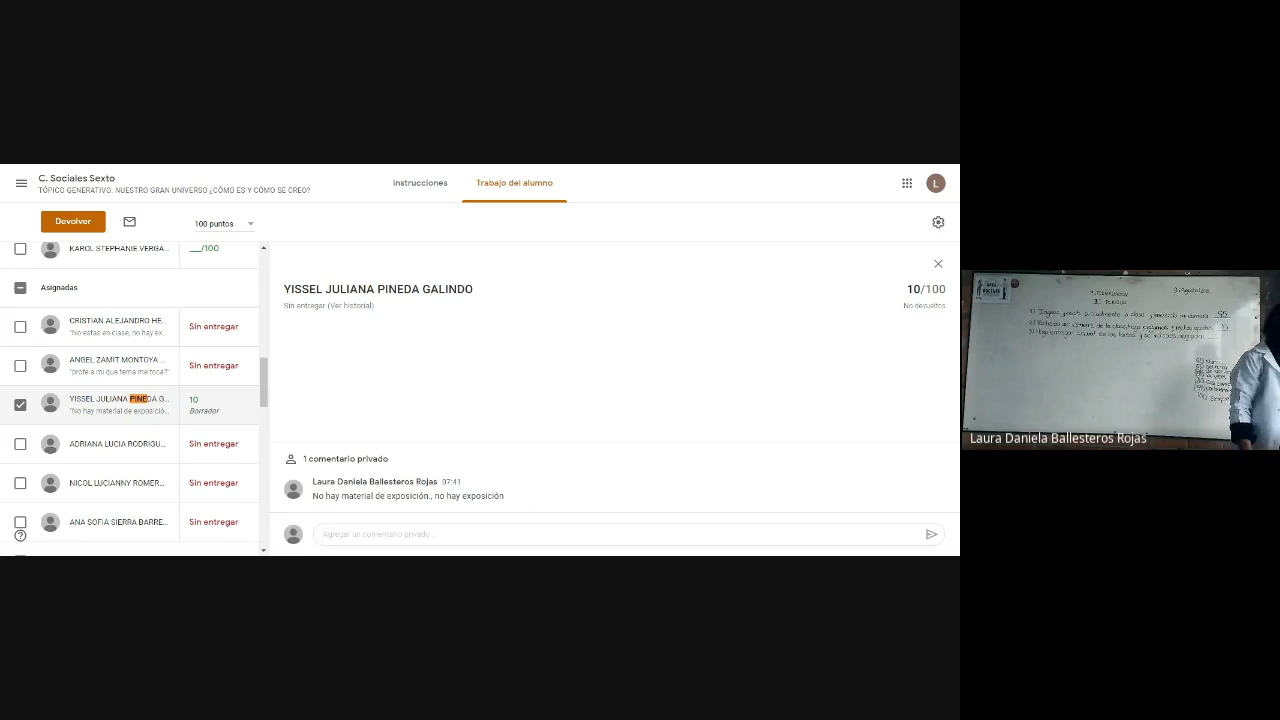 C. Sociales Sexto
TÓPICO GENERATIVO: NUESTRO GRAN UNIVERSO ¿CÓMO ES Y CÓMO SE CREO?
Instrucciones
Trabajo del alumno
L
Devolver
100 puntos
KAROL STEPHANIE VERGA...
__/100
Asignadas
CRISTIAN ALEJANDRO HE...
"No estas en clase, no hay ex...
Sin entregar
ANGEL ZAMIT MONTOYA ...
"profe a mi que tema me toca?"
Sin entregar
YISSEL JULIANA PINEDA G...
"No hay material de exposició...
10
Borrador
ADRIANA LUCIA RODRIGU...
Sin entregar
NICOL LUCIANNY ROMER...
Sin entregar
ANA SOFIA SIERRA BARRE...
Sin entregar
YISSEL JULIANA PINEDA GALINDO
10/100
Sin entregar (Ver historial)
No devueltos
1 comentario privado
Laura Daniela Ballesteros Rojas 07:41
No hay material de exposición., no hay exposición
Agregar un comentario privado...
Laura Daniela Ballesteros Rojas